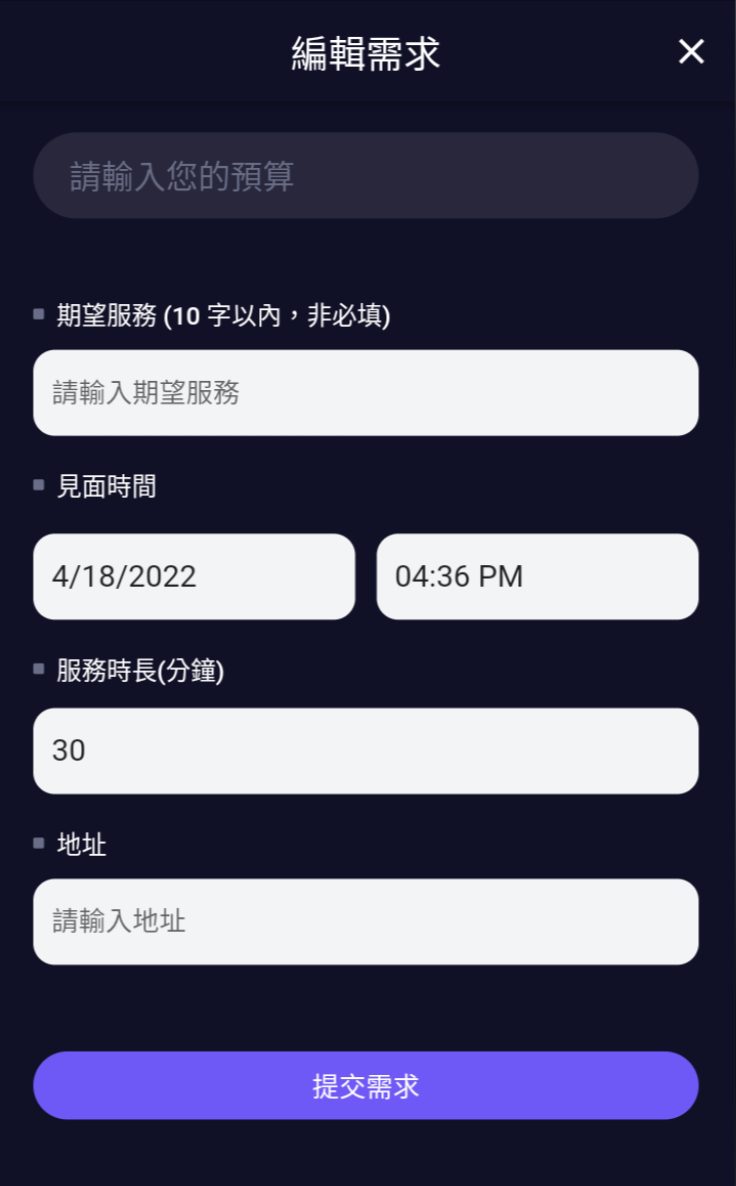 編輯需求
請輸入您的預算
期望服務 (10 字以內，非必填)
請輸入期望服務
見面時間
4/18/2022 04:36 PM
服務時長(分鐘)
30
地址
請輸入地址
提交需求